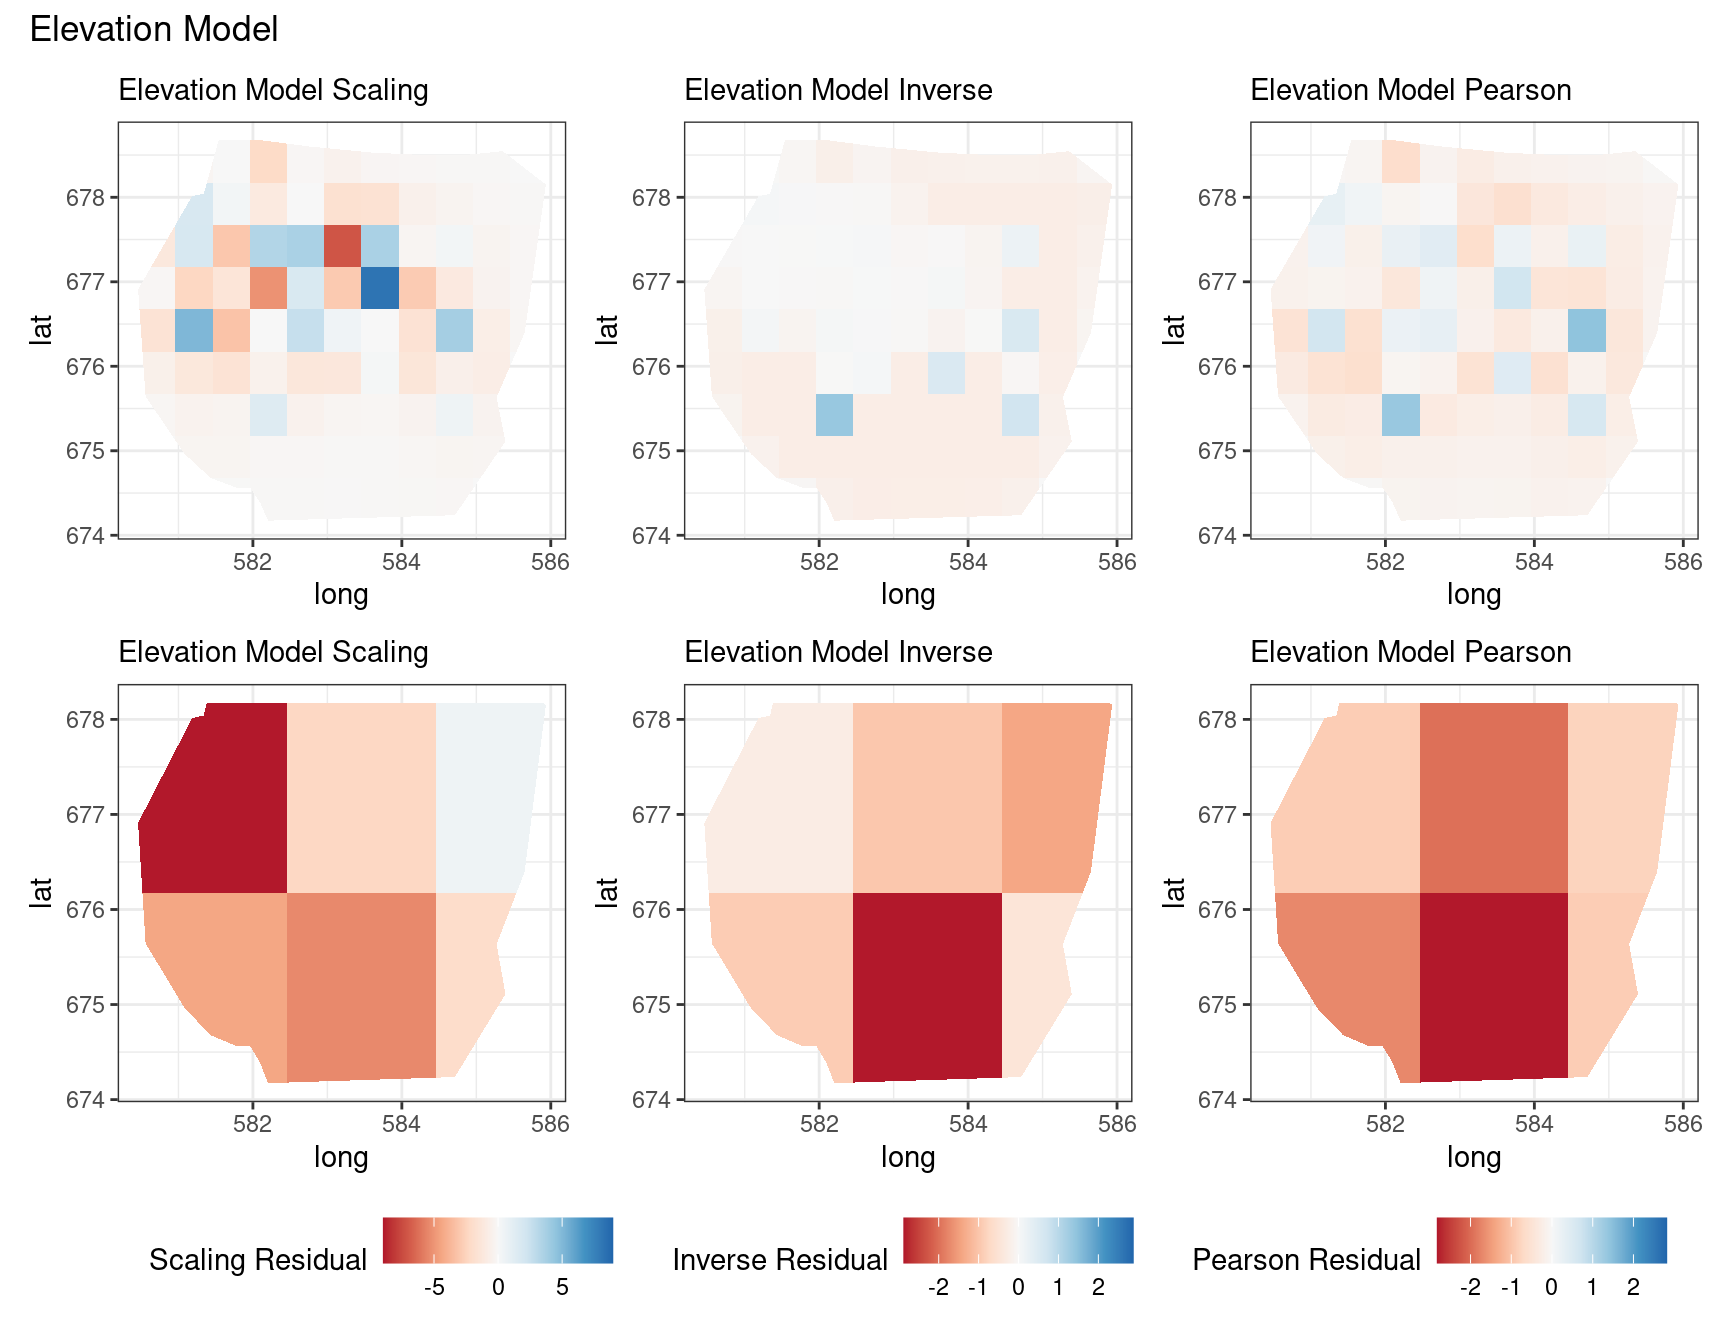 Elevation Model
Elevation Model Scaling
678
677
676
675
674
lat
582 584 586
long
Elevation Model Inverse
678
677
676
675
674
lat
582 584 586
long
Elevation Model Pearson
678
677
676
675
674
lat
582 584 586
long
Elevation Model Scaling
678
677
676
675
674
lat
582 584 586
long
Elevation Model Inverse
678
677
676
675
674
lat
582 584 586
long
Elevation Model Pearson
678
677
676
675
674
lat
582 584 586
long
Scaling Residual
-5 0 5
Inverse Residual
-2 -1 0 1 2
Pearson Residual
-2 -1 0 1 2